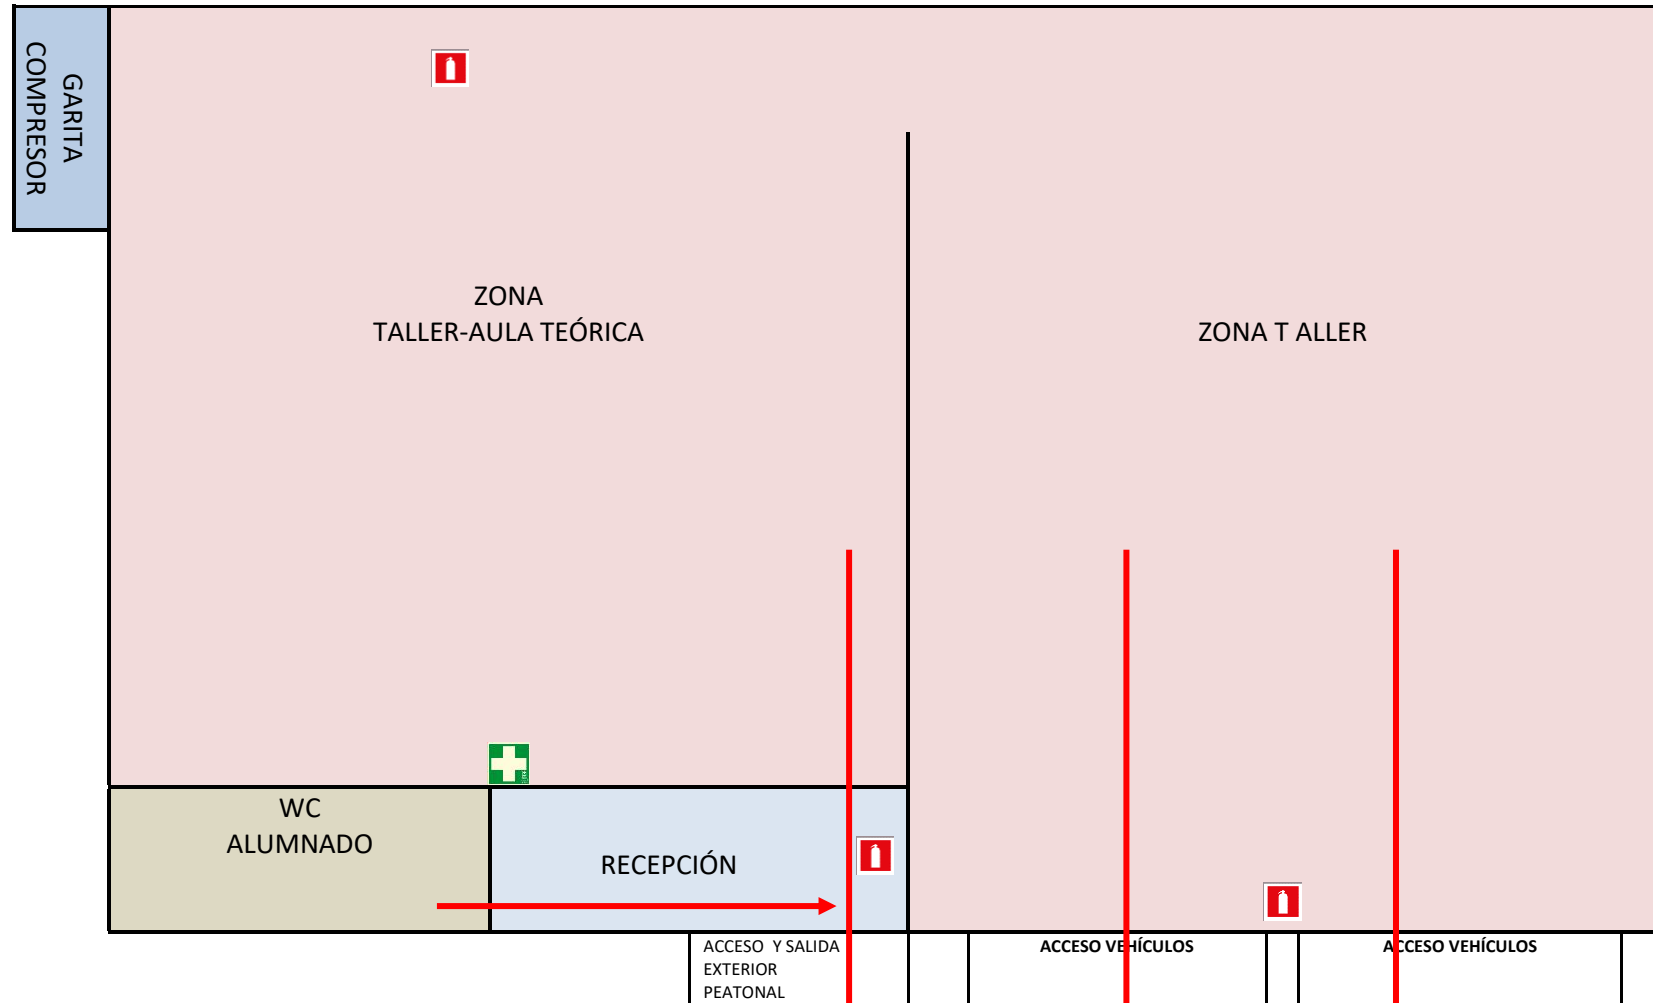 GARITA
COMPRESOR
ZONA
TALLER-AULA TEÓRICA
ZONA T ALLER
WC
ALUMNADO
RECEPCIÓN
ACCESO Y SALIDA
EXTERIOR
PEATONAL
ACCESO VEHÍCULOS
ACCESO VEHÍCULOS